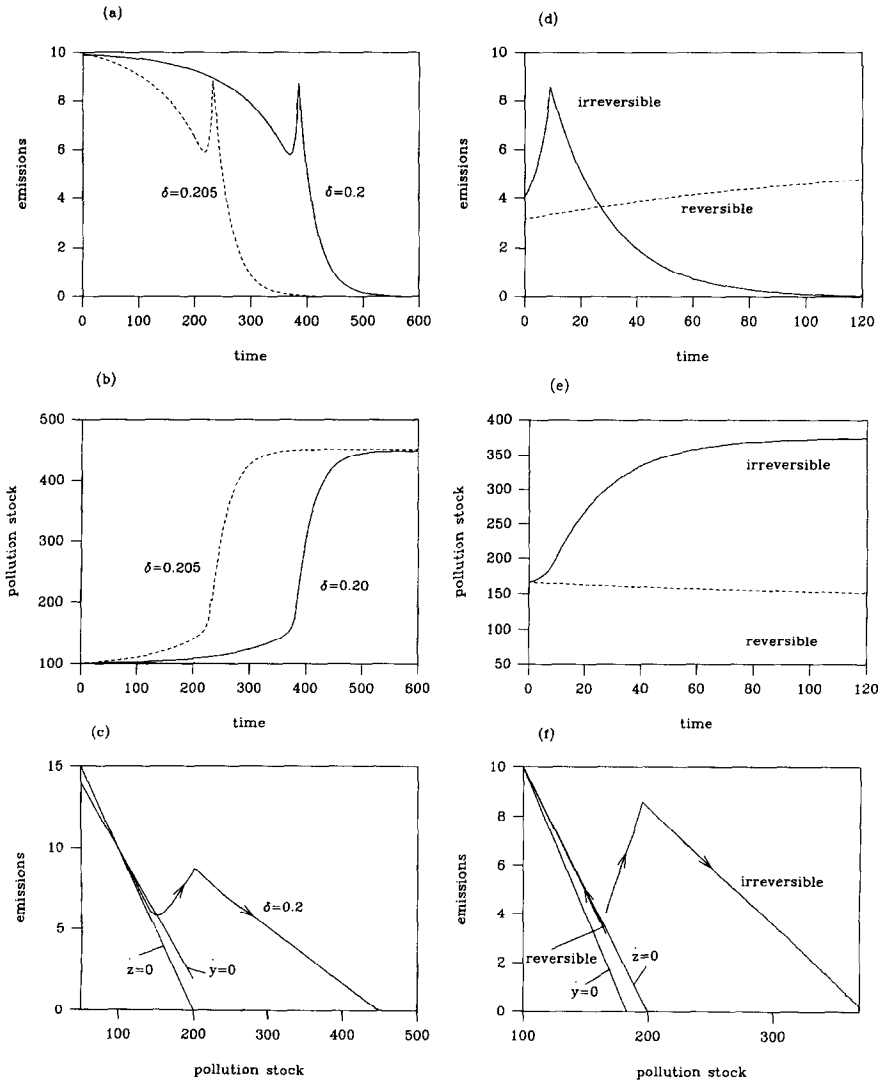 (a)
10
8
6
4
2
0
emissions
δ=0.205
δ=0.2
0 100 200 300 400 500 600
time
(b)
450
400
300
200
100
pollution stock
δ=0.205
δ=0.20
0 100 200 300 400 500 600
time
(c)
15
10
5
0
emissions
δ=0.2
ż=0
ẏ=0
100 200 300 400 500
pollution stock
(d)
10
8
6
4
2
0
emissions
irreversible
reversible
0 20 40 60 80 100 120
time
(e)
400
350
300
250
200
150
100
50
pollution stock
irreversible
reversible
0 20 40 60 80 100 120
time
(f)
10
8
6
4
2
0
emissions
irreversible
reversible
ż=0
ẏ=0
100 200 300
pollution stock